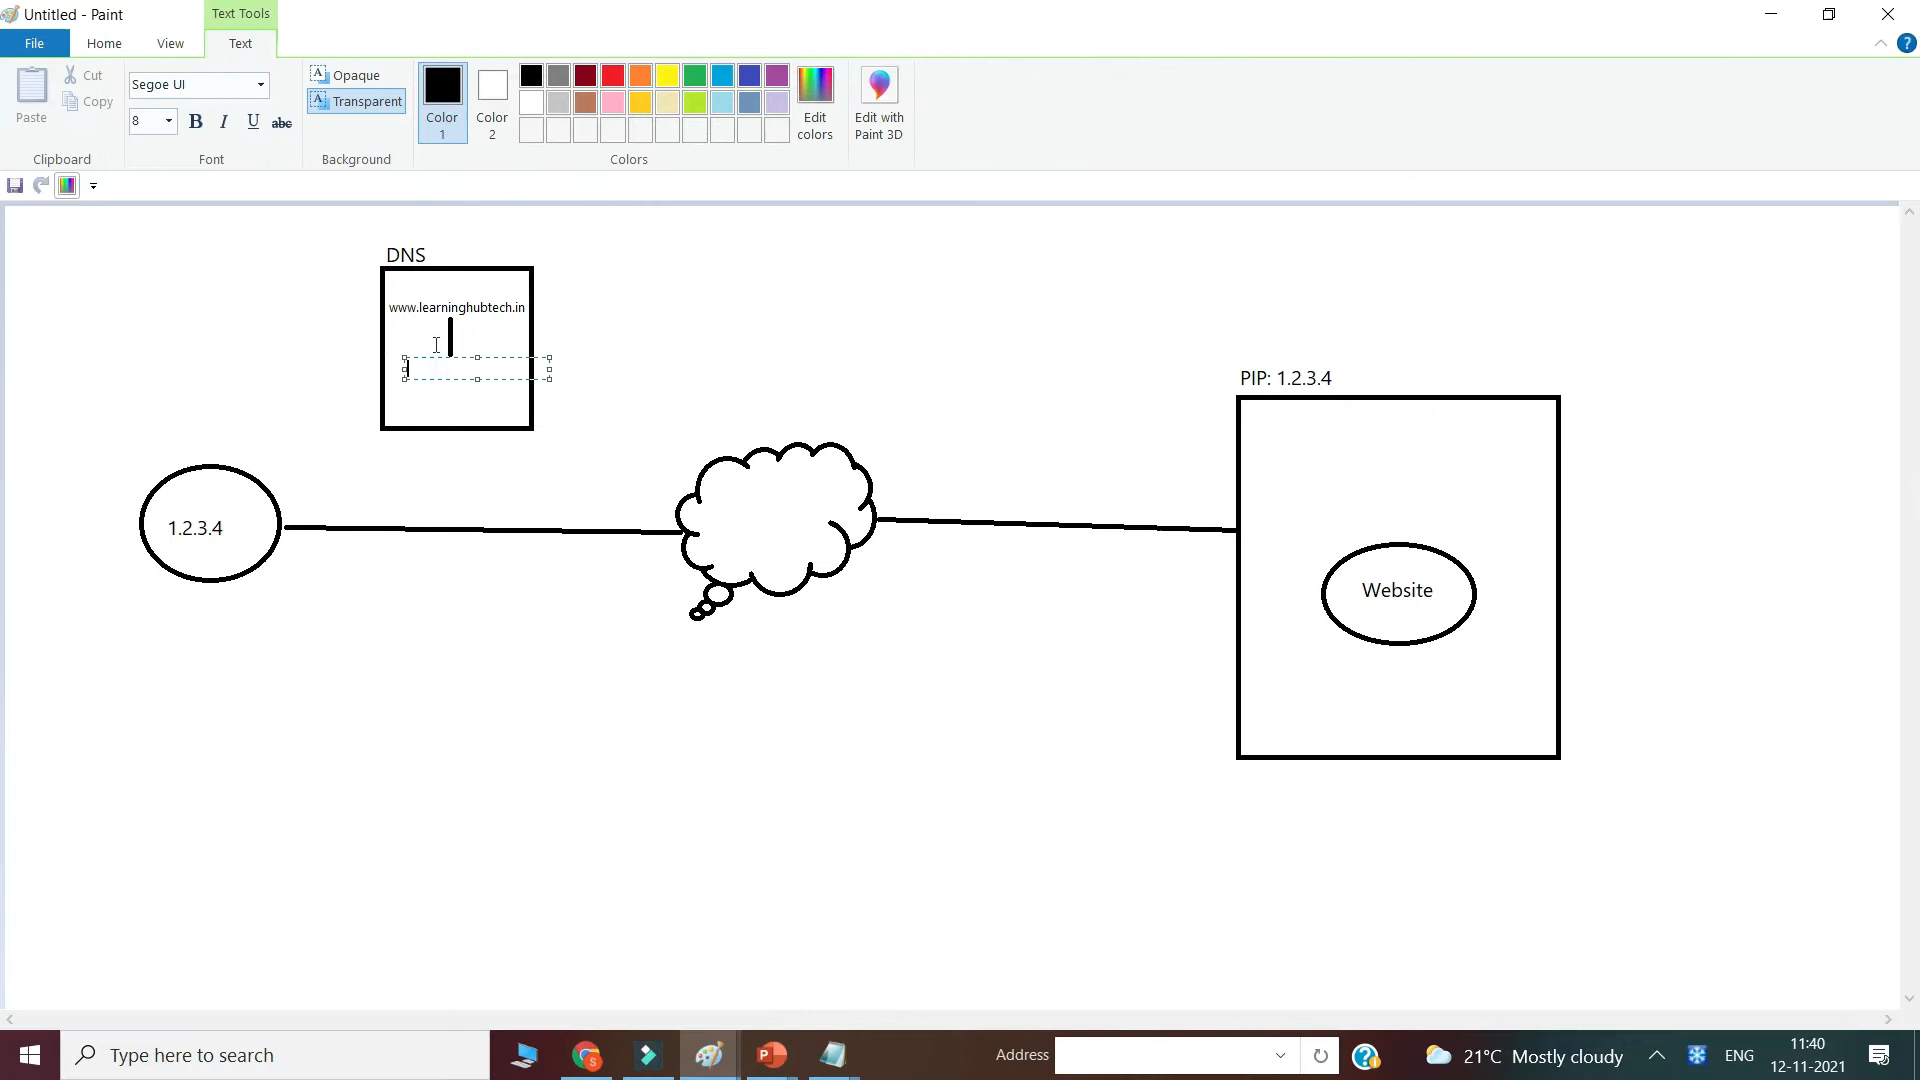 Untitled - Paint
Text Tools
File
Home
View
Text
Paste
Cut
Copy
Segoe UI
8
B
I
U
abc
Opaque
Transparent
Color
1
Color
2
Edit
colors
Edit with
Paint 3D
Clipboard
Font
Background
Colors
DNS
www.learninghubtech.in
PIP: 1.2.3.4
1.2.3.4
Website
Type here to search
Address
21°C Mostly cloudy
ENG
11:40
12-11-2021